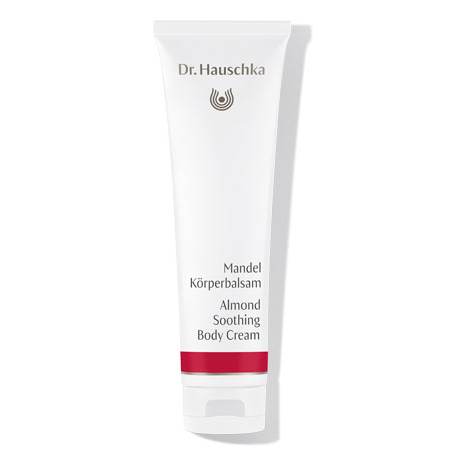 Dr. Hauschka
Mandel
Körperbalsam
Almond
Soothing
Body Cream